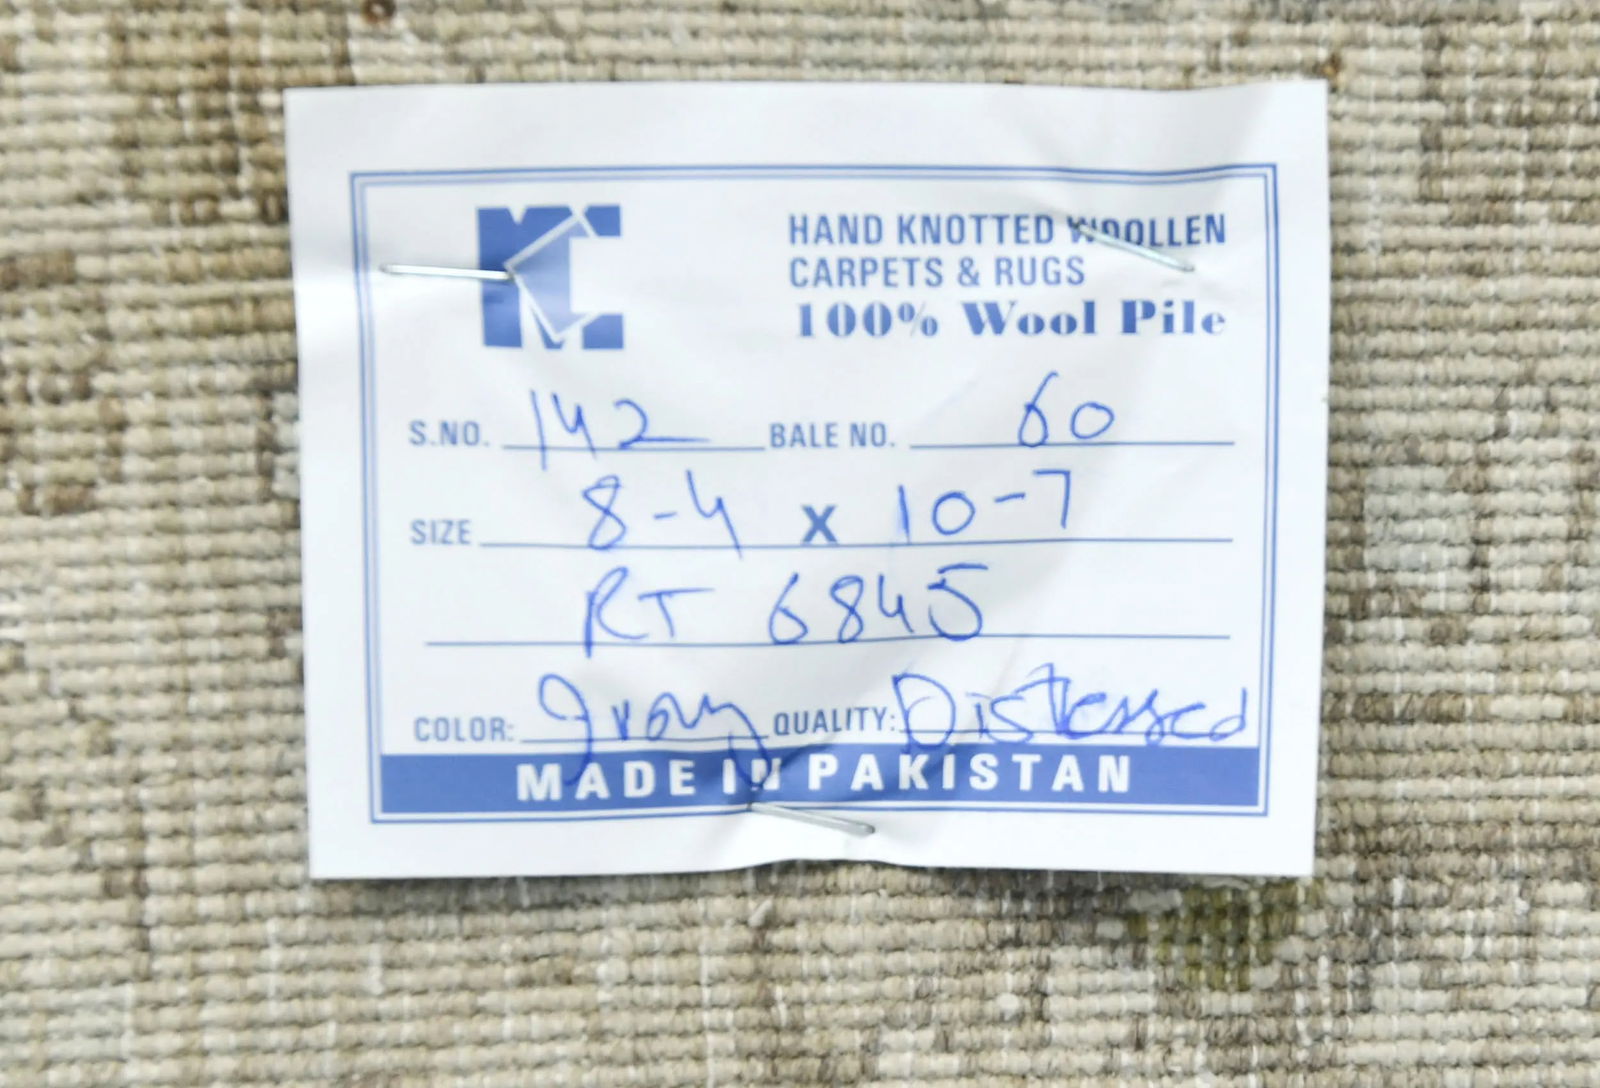 HAND KNOTTED WOOLLEN
CARPETS & RUGS
100% Wool Pile
S.NO. 142 BALE NO. 60
SIZE 8-4 X 10-7
RT 6845
COLOR: Ivory QUALITY: Distessed
MADE IN PAKISTAN